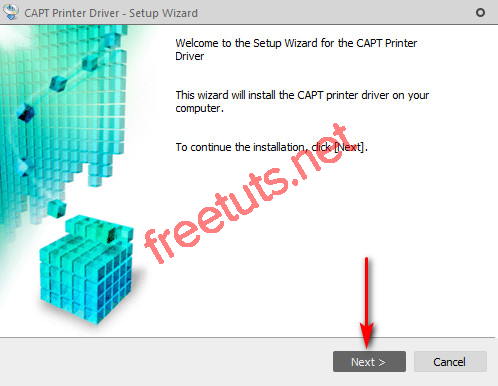 CAPT Printer Driver - Setup Wizard
Welcome to the Setup Wizard for the CAPT Printer
Driver
This wizard will install the CAPT printer driver on your
computer.
To continue the installation, click [Next].
freetuts.net
Next >
Cancel